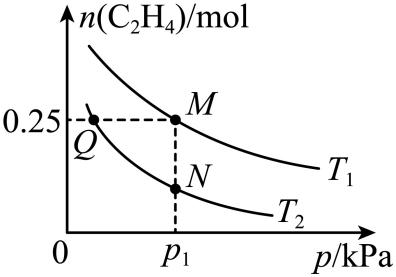 n(C₂H₄)/mol
M
0.25
Q
N
T₁
T₂
0
p₁
p/kPa